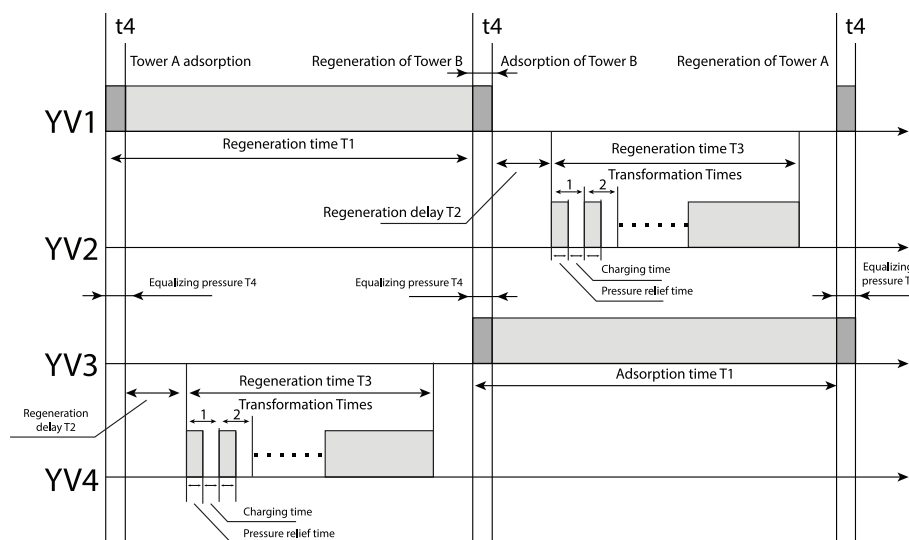 t4
t4
t4
Tower A adsorption
Regeneration of Tower B
Adsorption of Tower B
Regeneration of Tower A
YV1
Regeneration time T1
Regeneration time T3
Transformation Times
1
2
Regeneration delay T2
YV2
Charging time
Pressure relief time
Equalizing pressure T4
Equalizing pressure T4
Equalizing
pressure T
YV3
Regeneration time T3
Adsorption time T1
Transformation Times
1
2
Regeneration
delay T2
YV4
Charging time
Pressure relief time